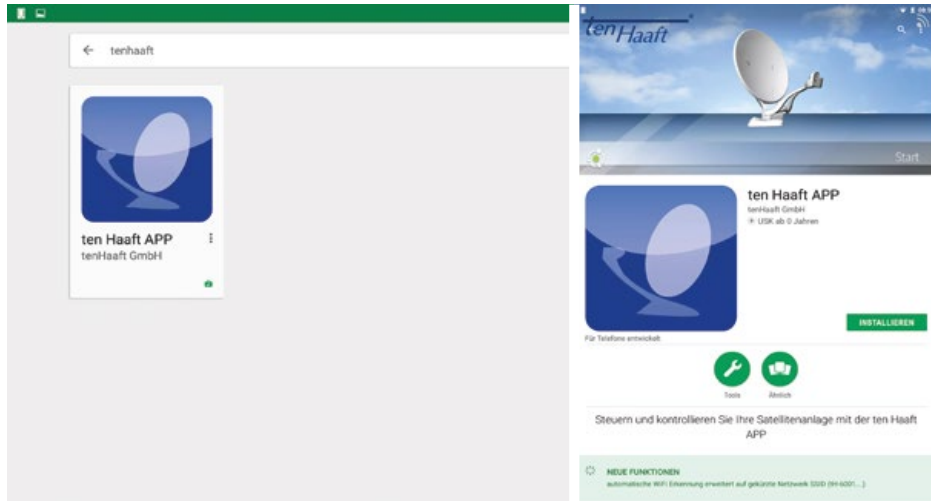 tenhaaft
ten Haaft APP
tenHaaft GmbH
ten Haaft
Start
ten Haaft APP
tenHaaft GmbH
USK ab 0 Jahren
INSTALLIEREN
Für Telefone entwickelt
Tools
Ähnlich
Steuern und kontrollieren Sie Ihre Satellitenanlage mit der ten Haaft
APP
NEUE FUNKTIONEN
automatische WiFi Erkennung erweitert auf gekürzte Netzwerk SSID (tH-6001...)